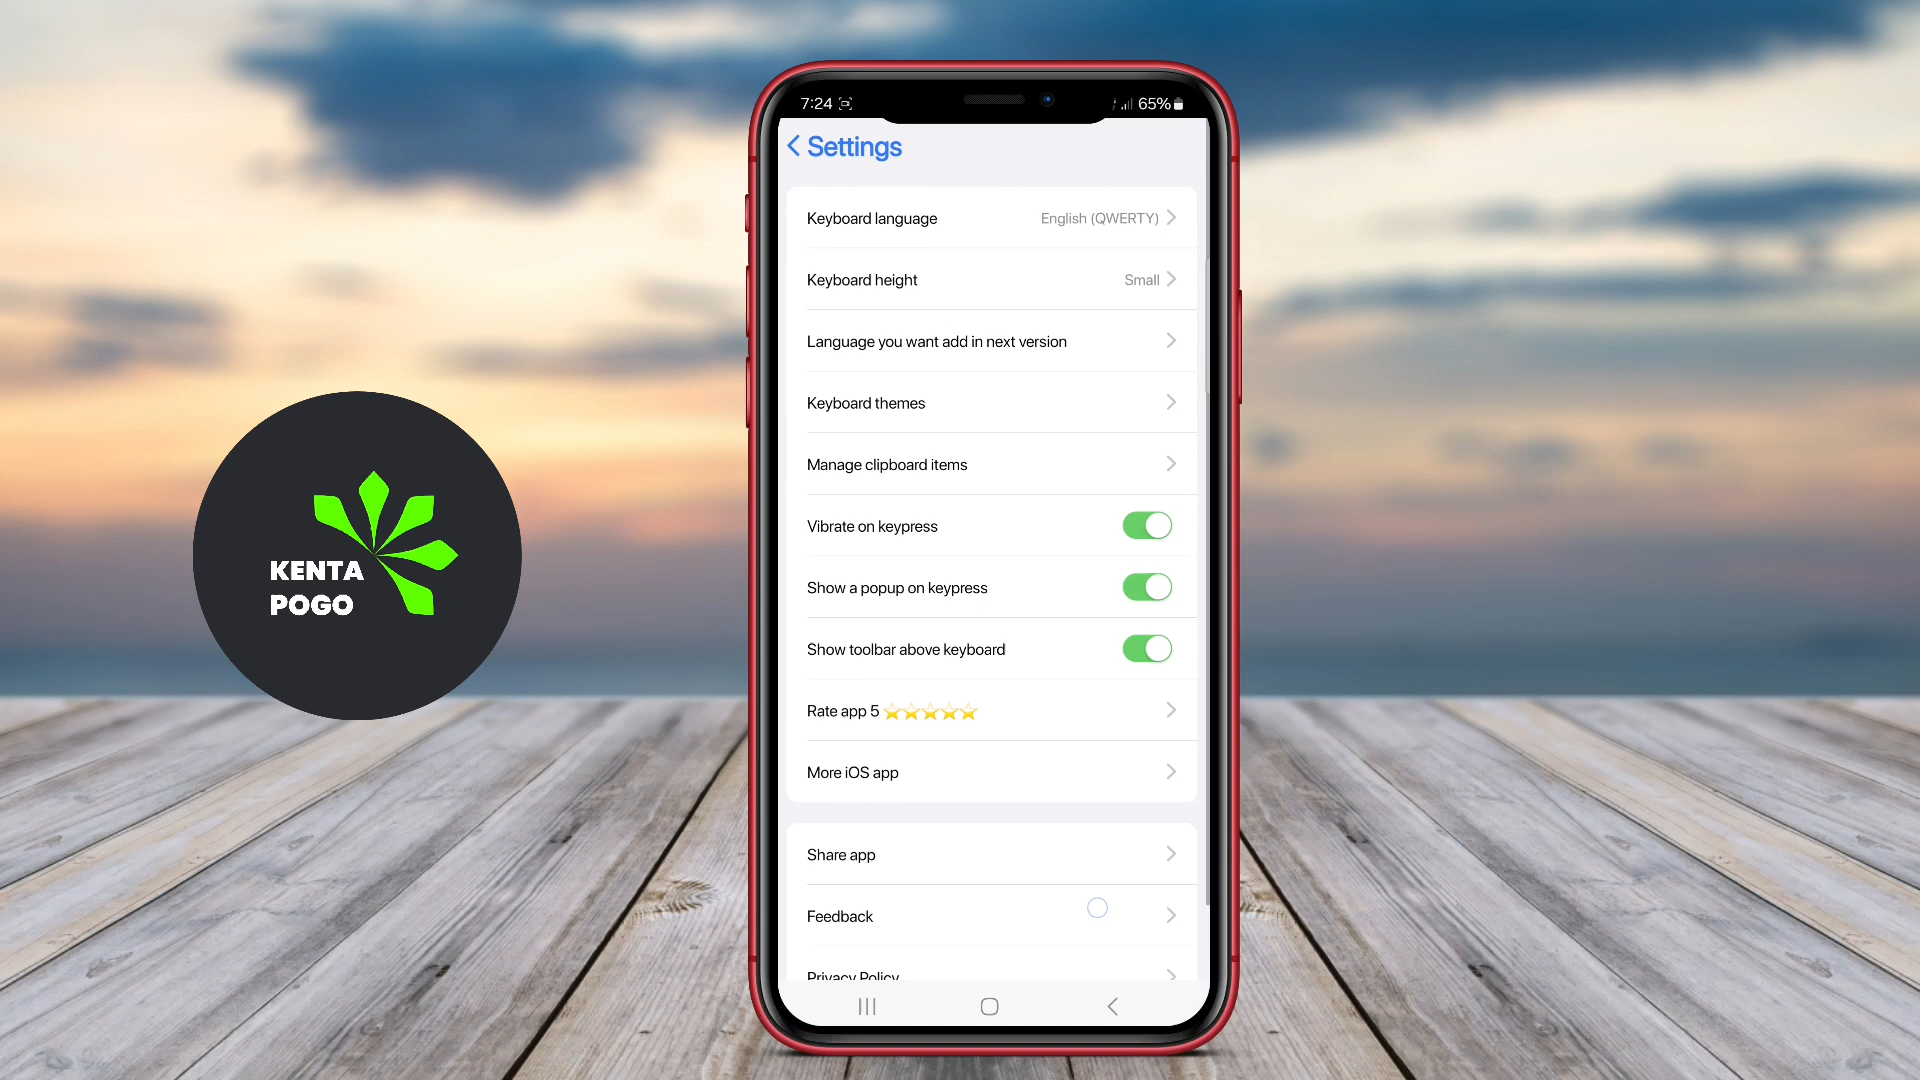 7:24
65%
Settings
Keyboard language English (QWERTY)
Keyboard height Small
Language you want add in next version
Keyboard themes
Manage clipboard items
Vibrate on keypress
Show a popup on keypress
Show toolbar above keyboard
Rate app 5 ⭐⭐⭐⭐⭐
More iOS app
Share app
Feedback
Privacy Policy
KENTA
POGO